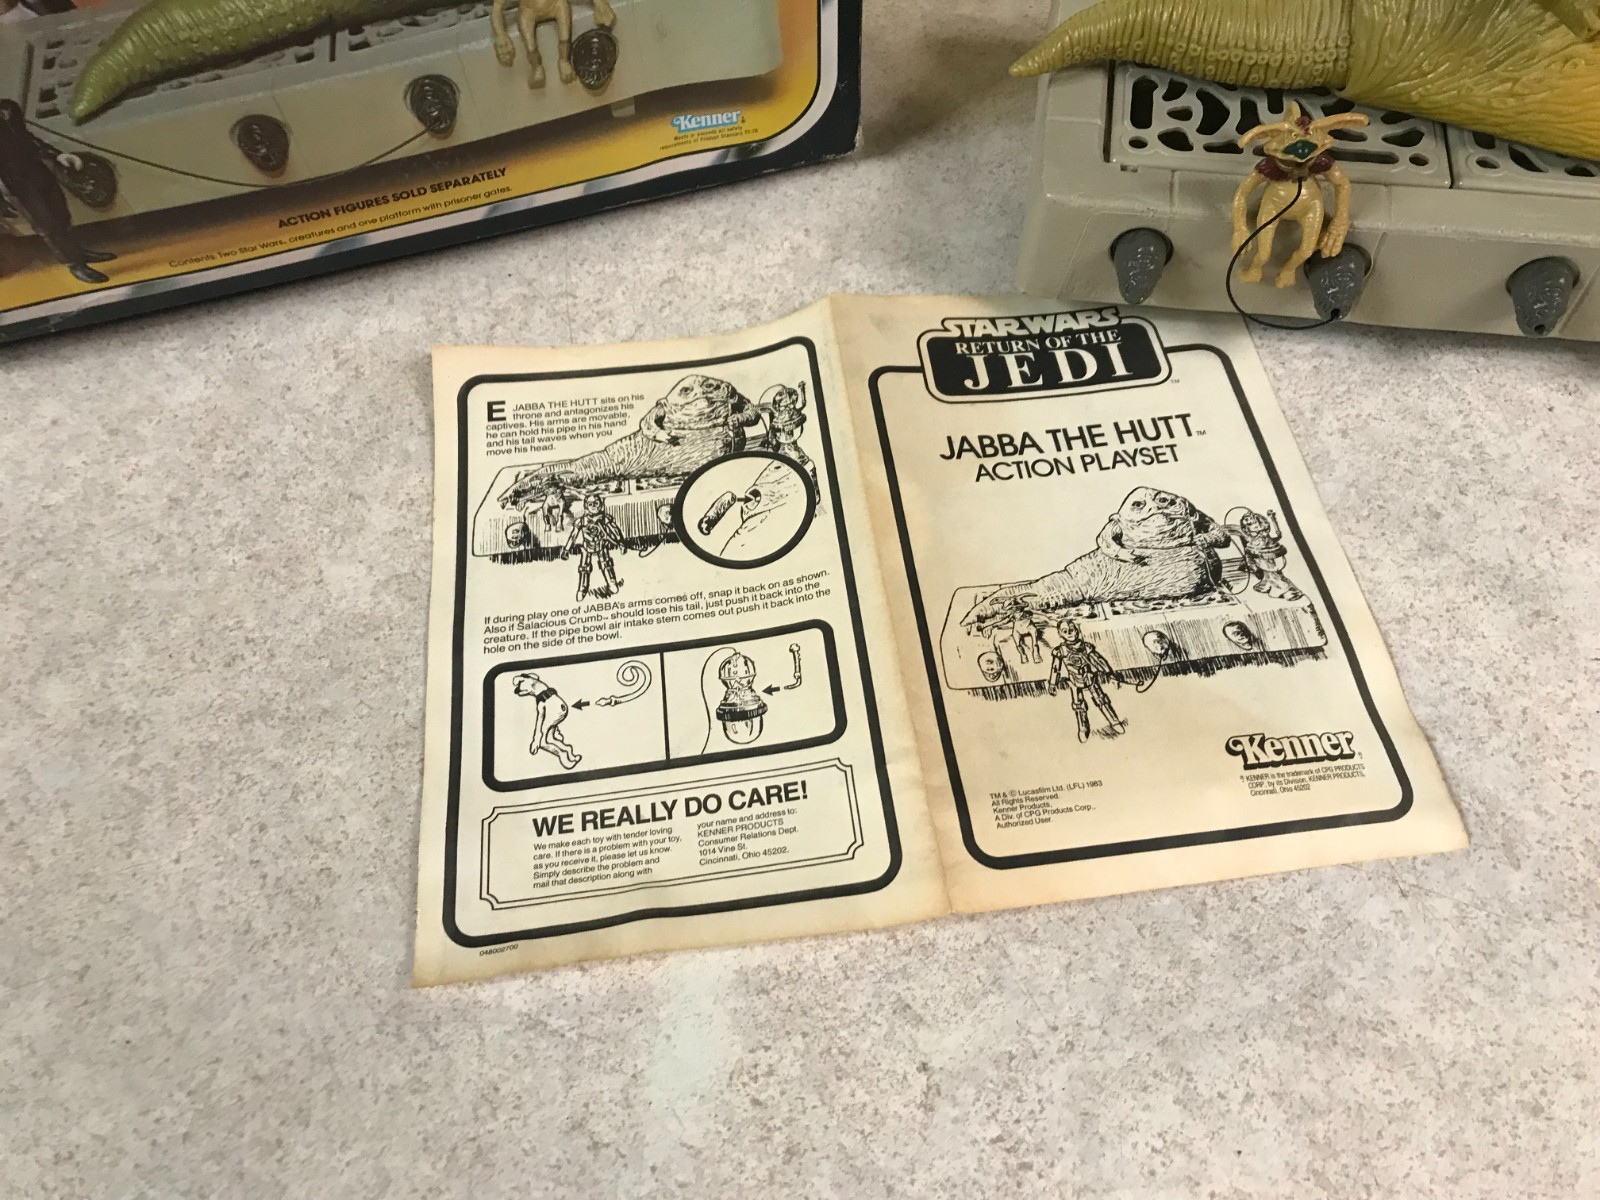 Kenner
ACTION FIGURES SOLD SEPARATELY
Contents: Two Star Wars creatures and one platform with prisoner gates.
E JABBA THE HUTT sits on his
throne and antagonizes his
captives. His arms are movable,
he can hold his pipe in his hand
and his tail waves when you
move his head.
If during play one of JABBA's arms comes off, snap it back on as shown.
Also if Salacious Crumb™ should lose his tail, just push it back into the
creature. If the pipe bowl air intake stem comes out push it back into the
hole on the side of the bowl.
WE REALLY DO CARE!
We make each toy with tender loving
care. If there is a problem with your toy,
as you receive it, please let us know.
Simply describe the problem and
mail that description along with
your name and address to:
KENNER PRODUCTS
Consumer Relations Dept.
1014 Vine St.
Cincinnati, Ohio 45202.
048002700
STAR WARS
RETURN OF THE
JEDI
TM
JABBA THE HUTT™
ACTION PLAYSET
Kenner®
® KENNER is the trademark of CPG PRODUCTS
CORP., by its Division, KENNER PRODUCTS,
Cincinnati, Ohio 45202
TM & © Lucasfilm Ltd. (LFL) 1983
All Rights Reserved.
Kenner Products,
A Div. of CPG Products Corp.,
Authorized User.